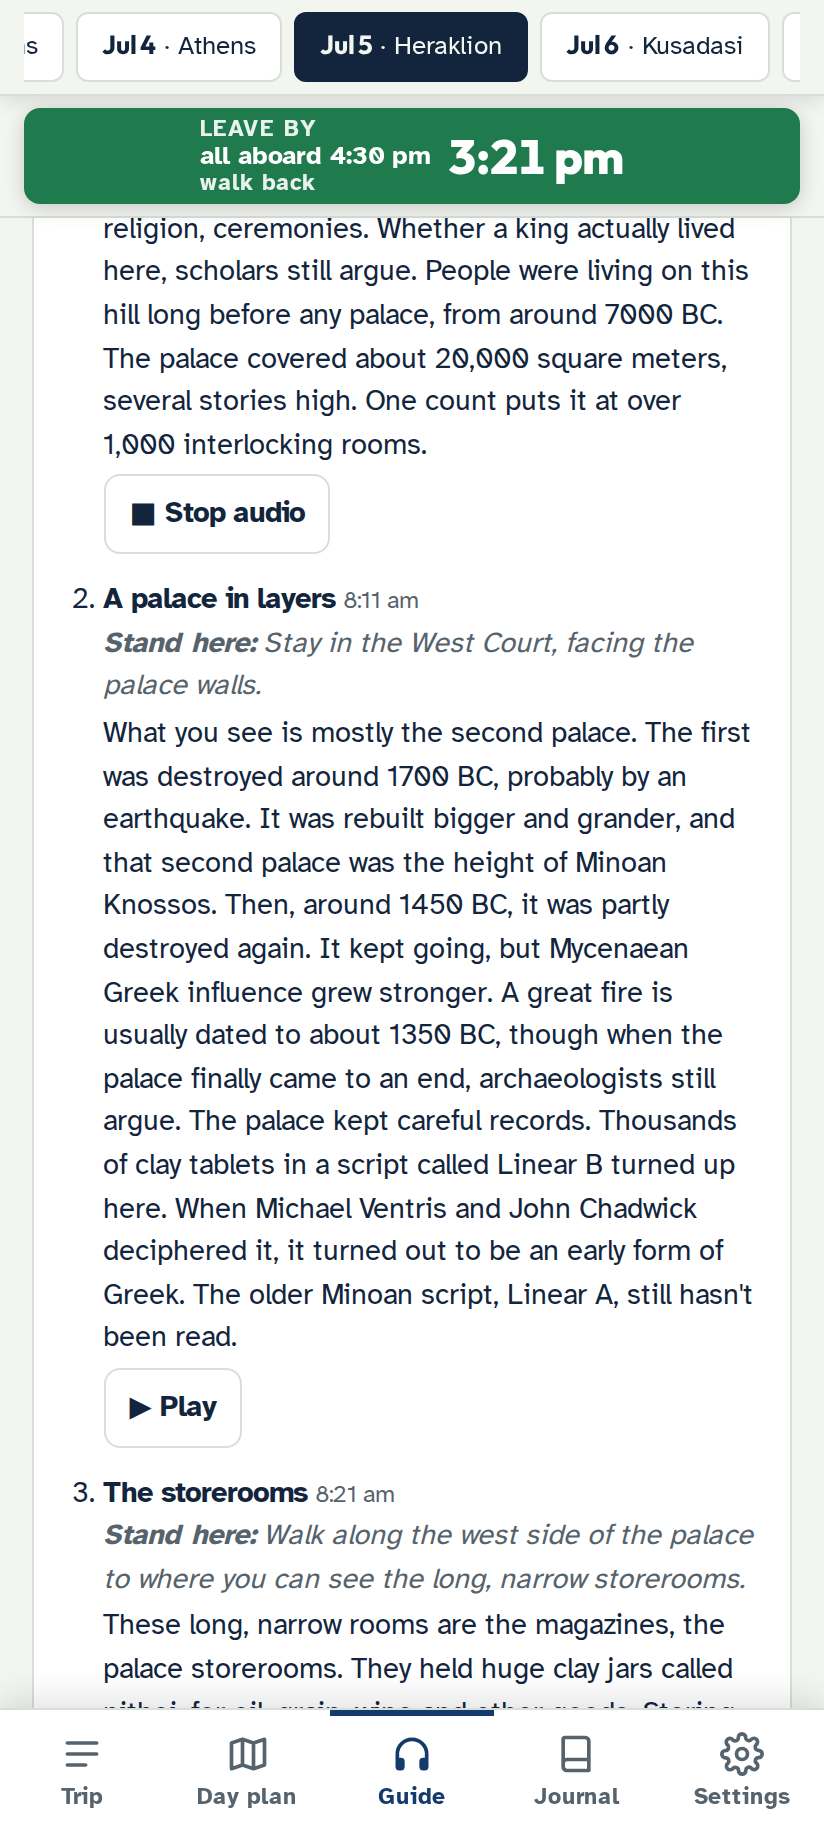 s
Jul 4 · Athens
Jul 5 · Heraklion
Jul 6 · Kusadasi
LEAVE BY
all aboard 4:30 pm
walk back
3:21 pm
religion, ceremonies. Whether a king actually lived
here, scholars still argue. People were living on this
hill long before any palace, from around 7000 BC.
The palace covered about 20,000 square meters,
several stories high. One count puts it at over
1,000 interlocking rooms.
■ Stop audio
2. A palace in layers 8:11 am
Stand here: Stay in the West Court, facing the
palace walls.
What you see is mostly the second palace. The first
was destroyed around 1700 BC, probably by an
earthquake. It was rebuilt bigger and grander, and
that second palace was the height of Minoan
Knossos. Then, around 1450 BC, it was partly
destroyed again. It kept going, but Mycenaean
Greek influence grew stronger. A great fire is
usually dated to about 1350 BC, though when the
palace finally came to an end, archaeologists still
argue. The palace kept careful records. Thousands
of clay tablets in a script called Linear B turned up
here. When Michael Ventris and John Chadwick
deciphered it, it turned out to be an early form of
Greek. The older Minoan script, Linear A, still hasn't
been read.
▶ Play
3. The storerooms 8:21 am
Stand here: Walk along the west side of the palace
to where you can see the long, narrow storerooms.
These long, narrow rooms are the magazines, the
palace storerooms. They held huge clay jars called
pithoi, for oil, grain, wine and other goods. Storing
Trip
Day plan
Guide
Journal
Settings